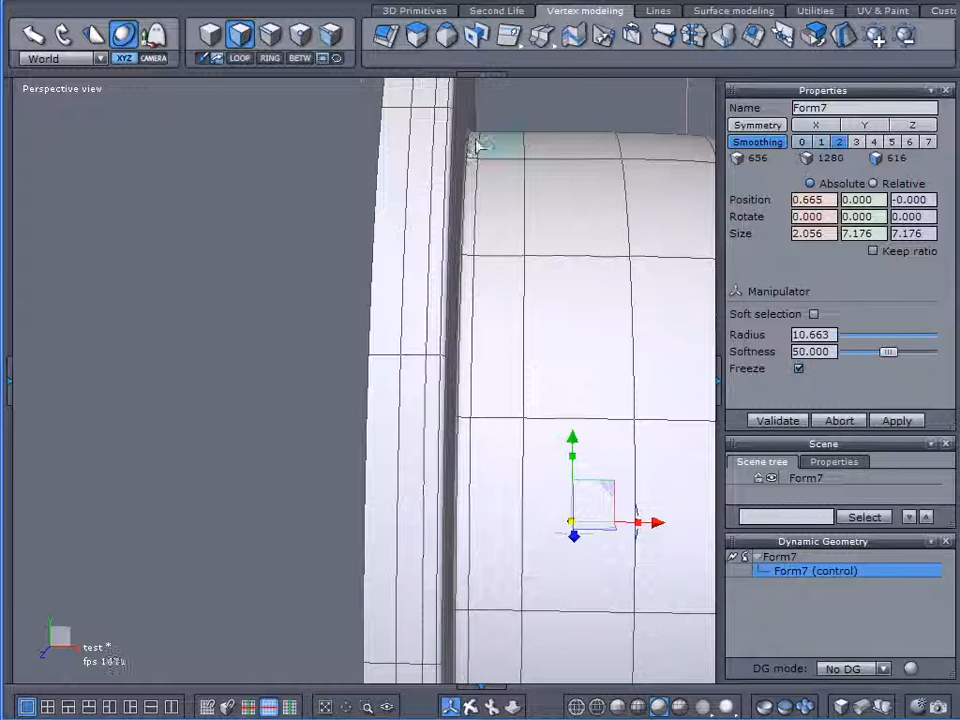 3D Primitives Second Life Vertex modeling Lines Surface modeling Utilities UV & Paint
World XYZ CAMERA LOOP RING BETW
Perspective view
Properties
Name Form7
Symmetry X Y Z
Smoothing 0 1 2 3 4 5 6 7
656 1280 616
Absolute Relative
Position 0.665 0.000 -0.000
Rotate 0.000 0.000 0.000
Size 2.056 7.176 7.176
Keep ratio
Manipulator
Soft selection
Radius 10.663
Softness 50.000
Freeze
Validate Abort Apply
Scene
Scene tree Properties
Form7
Select
Dynamic Geometry
Form7
Form7 (control)
test *
fps
DG mode: No DG